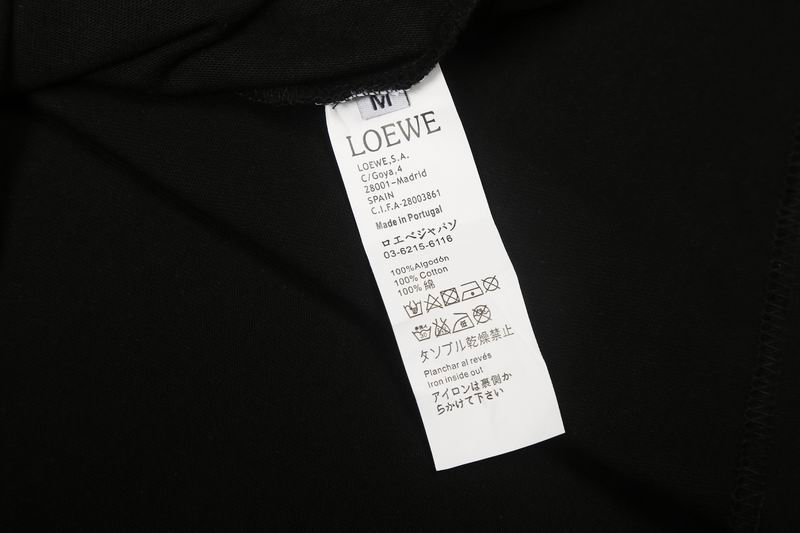 M
LOEWE
LOEWE,S.A.
C/Goya,4
28001-Madrid
SPAIN
C.I.F.A-28003861
Made in Portugal
ロエベジャパソ
03-6215-6116
100%Algodón
100% Cotton
100% 綿
タソブル乾燥禁止
Planchar al revés
Iron inside out
アイロンは裏側か
らかけて下さい